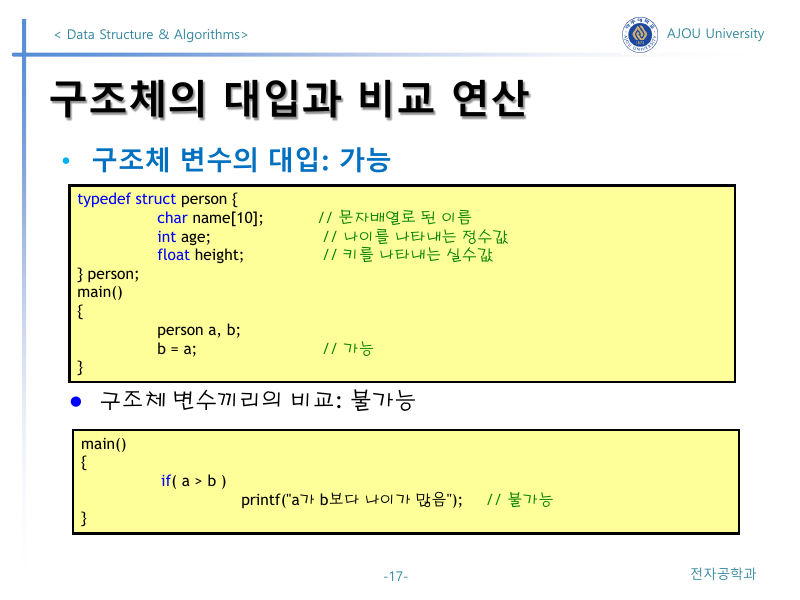 < Data Structure & Algorithms>
AJOU University
구조체의 대입과 비교 연산
• 구조체 변수의 대입: 가능
typedef struct person {
char name[10]; // 문자배열로 된 이름
int age; // 나이를 나타내는 정수값
float height; // 키를 나타내는 실수값
} person;
main()
{
person a, b;
b = a; // 가능
}
● 구조체 변수끼리의 비교: 불가능
main()
{
if( a > b )
printf("a가 b보다 나이가 많음"); // 불가능
}
-17-
전자공학과